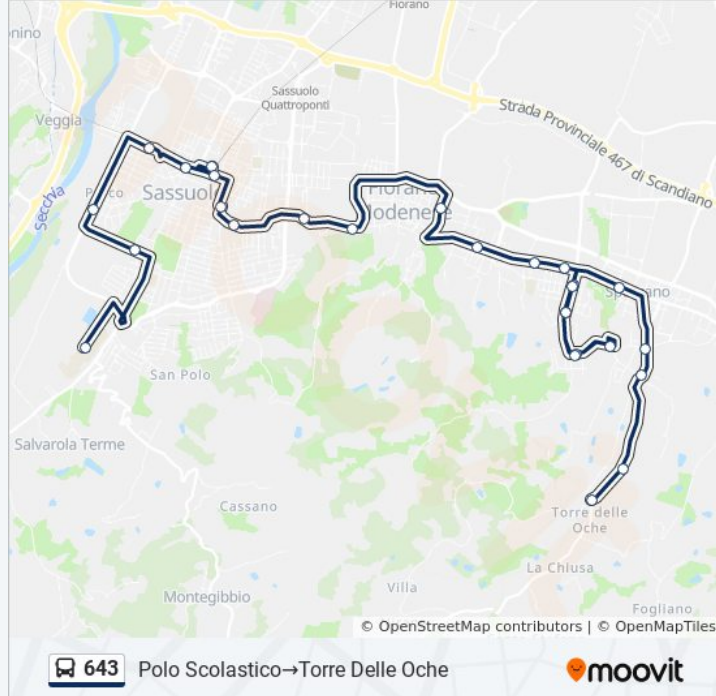 Fiorano
onino
Sassuolo
Quattroponti
Strada Provinciale 467 di Scandiano
Veggia
Secchia
Sassuolo
Modenese
San Polo
Salvarola Terme
Cassano
Torre delle
Oche
La Chiusa
Villa
Montegibbio
Fogliano
© OpenStreetMap contributors | © OpenMapTiles
643 Polo Scolastico→Torre Delle Oche
moovit